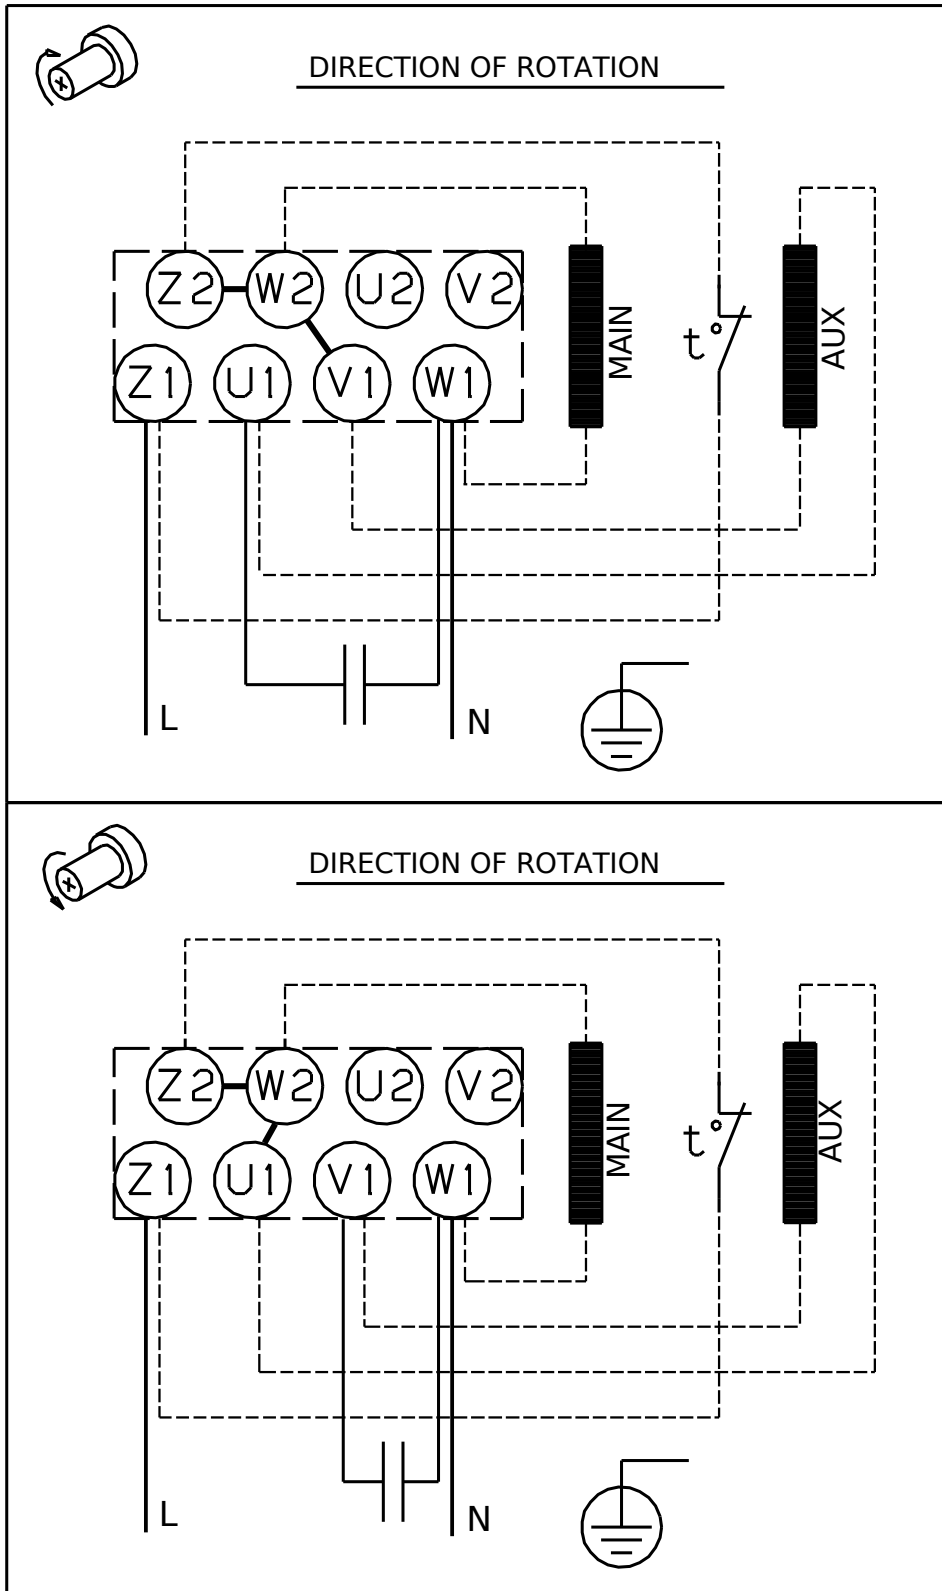 DIRECTION OF ROTATION
Z2 W2 U2 V2
Z1 U1 V1 W1
MAIN
t°
AUX
L
N
DIRECTION OF ROTATION
Z2 W2 U2 V2
Z1 U1 V1 W1
MAIN
t°
AUX
L
N